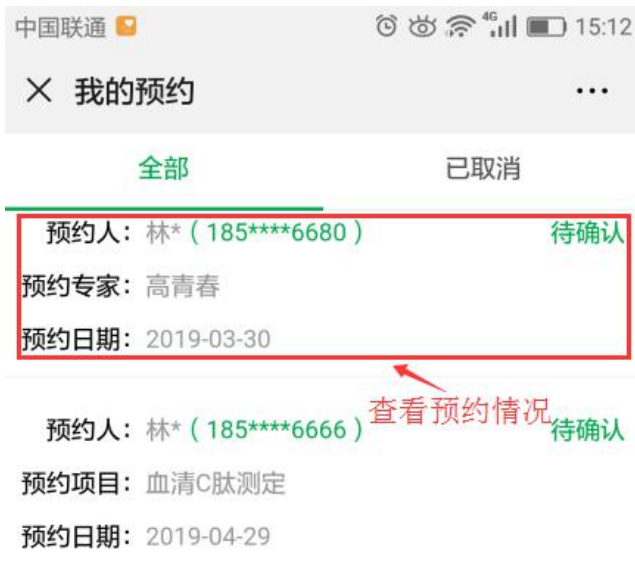 中国联通 4G 15:12
我的预约
全部 已取消
预约人：林*（185****6680） 待确认
预约专家：高青春
预约日期：2019-03-30
查看预约情况
预约人：林*（185****6666） 待确认
预约项目：血清C肽测定
预约日期：2019-04-29